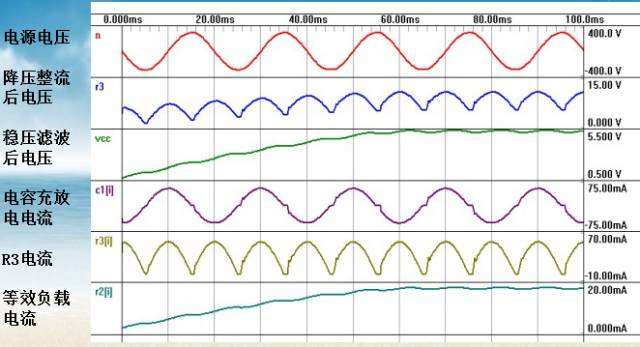 0.000ms 20.00ms 40.00ms 60.00ms 80.00ms 100.0ms
电源电压
n
400.0 V
-400.0 V
降压整流
后电压
r3
15.00 V
0.000 V
稳压滤波
后电压
vcc
5.500 V
0.500 V
电容充放
电电流
c1[i]
75.00mA
-75.00mA
R3电流
r3[i]
70.00mA
-10.00mA
等效负载
电流
r2[i]
20.00mA
0.000mA